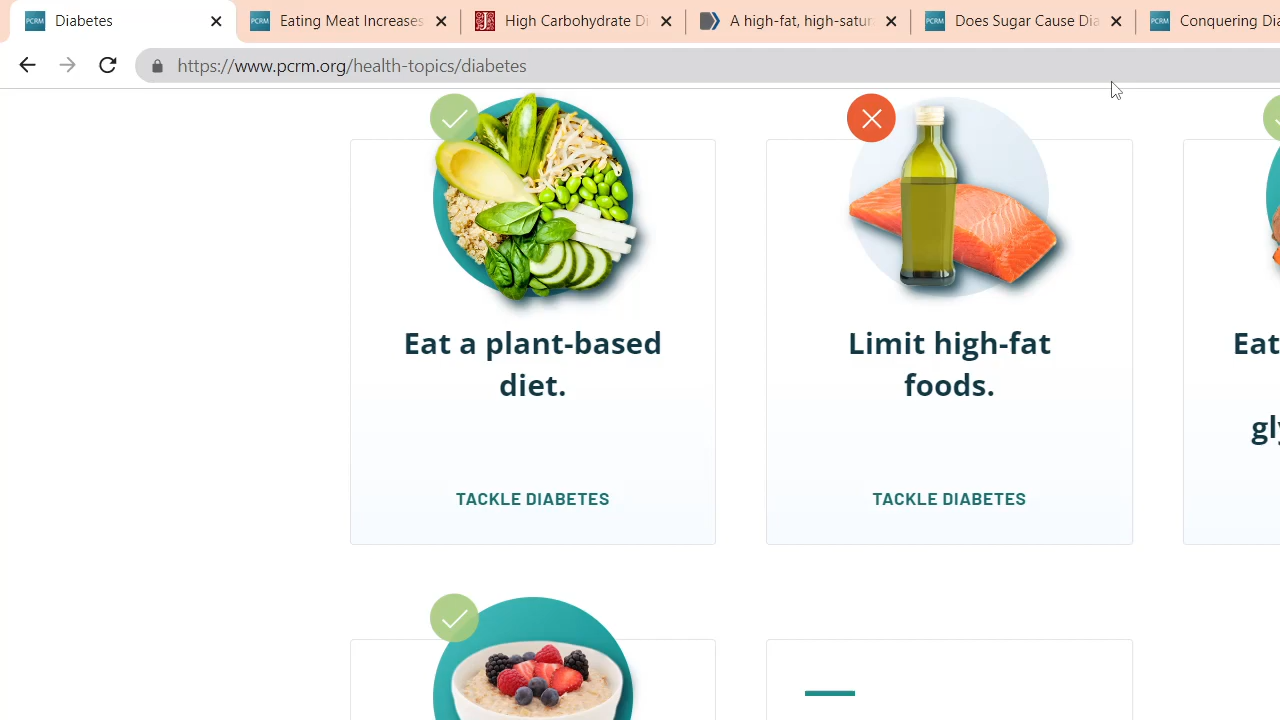 Diabetes
Eating Meat Increases
High Carbohydrate Di
A high-fat, high-satur
Does Sugar Cause Dia
Conquering Dia
https://www.pcrm.org/health-topics/diabetes
Eat a plant-based
diet.
TACKLE DIABETES
Limit high-fat
foods.
TACKLE DIABETES
Eat
gly